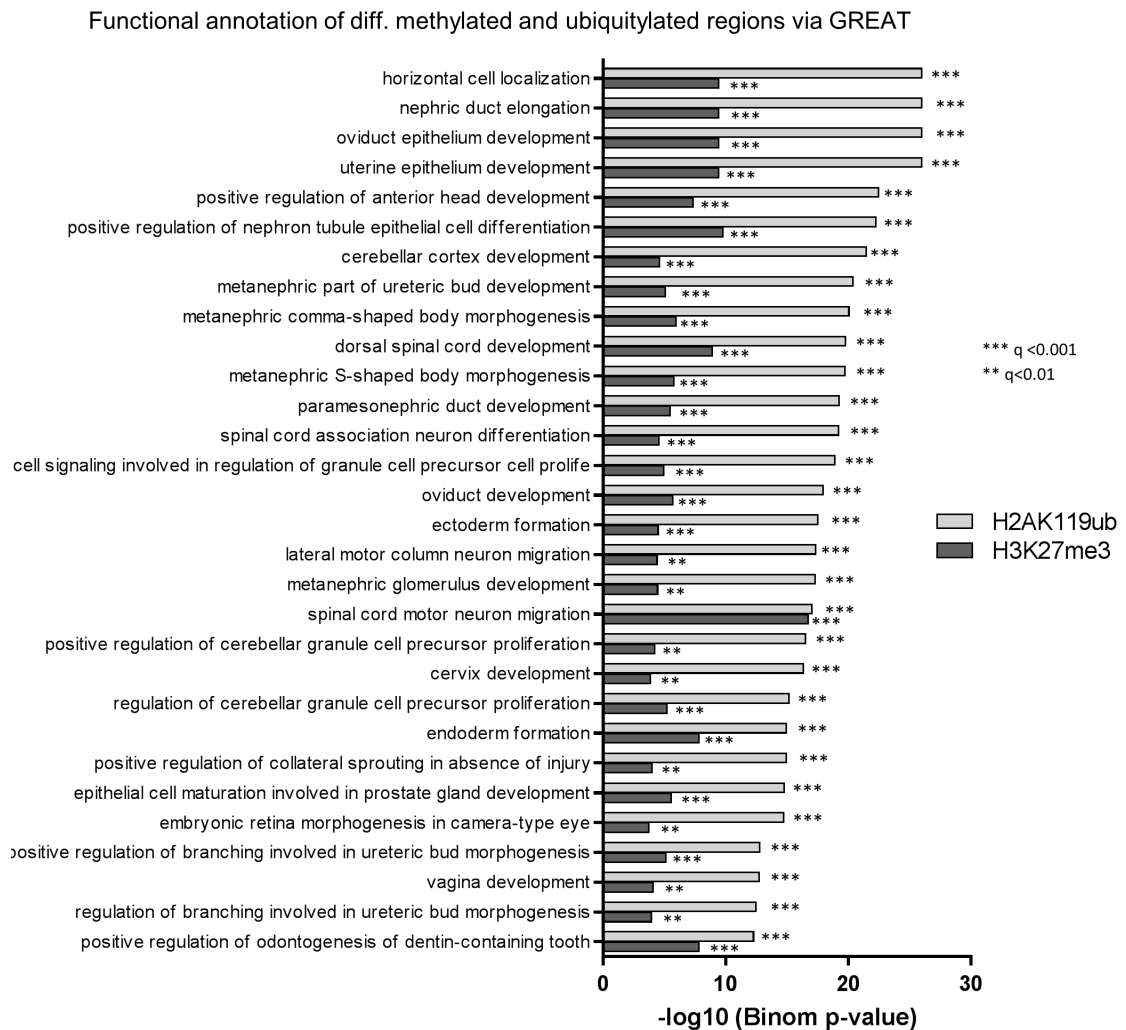 Functional annotation of diff. methylated and ubiquitylated regions via GREAT
horizontal cell localization *** ***
nephric duct elongation *** ***
oviduct epithelium development *** ***
uterine epithelium development *** ***
positive regulation of anterior head development *** ***
positive regulation of nephron tubule epithelial cell differentiation *** ***
cerebellar cortex development *** ***
metanephric part of ureteric bud development *** ***
metanephric comma-shaped body morphogenesis *** ***
dorsal spinal cord development *** ***
*** q <0.001
metanephric S-shaped body morphogenesis *** ***
** q<0.01
paramesonephric duct development *** ***
spinal cord association neuron differentiation *** ***
cell signaling involved in regulation of granule cell precursor cell prolife *** ***
oviduct development *** ***
ectoderm formation *** ***
H2AK119ub
lateral motor column neuron migration *** **
H3K27me3
metanephric glomerulus development *** **
spinal cord motor neuron migration *** ***
positive regulation of cerebellar granule cell precursor proliferation *** **
cervix development *** **
regulation of cerebellar granule cell precursor proliferation *** ***
endoderm formation *** ***
positive regulation of collateral sprouting in absence of injury *** **
epithelial cell maturation involved in prostate gland development *** ***
embryonic retina morphogenesis in camera-type eye *** **
positive regulation of branching involved in ureteric bud morphogenesis *** ***
vagina development *** **
regulation of branching involved in ureteric bud morphogenesis *** **
positive regulation of odontogenesis of dentin-containing tooth *** ***
0 10 20 30
-log10 (Binom p-value)